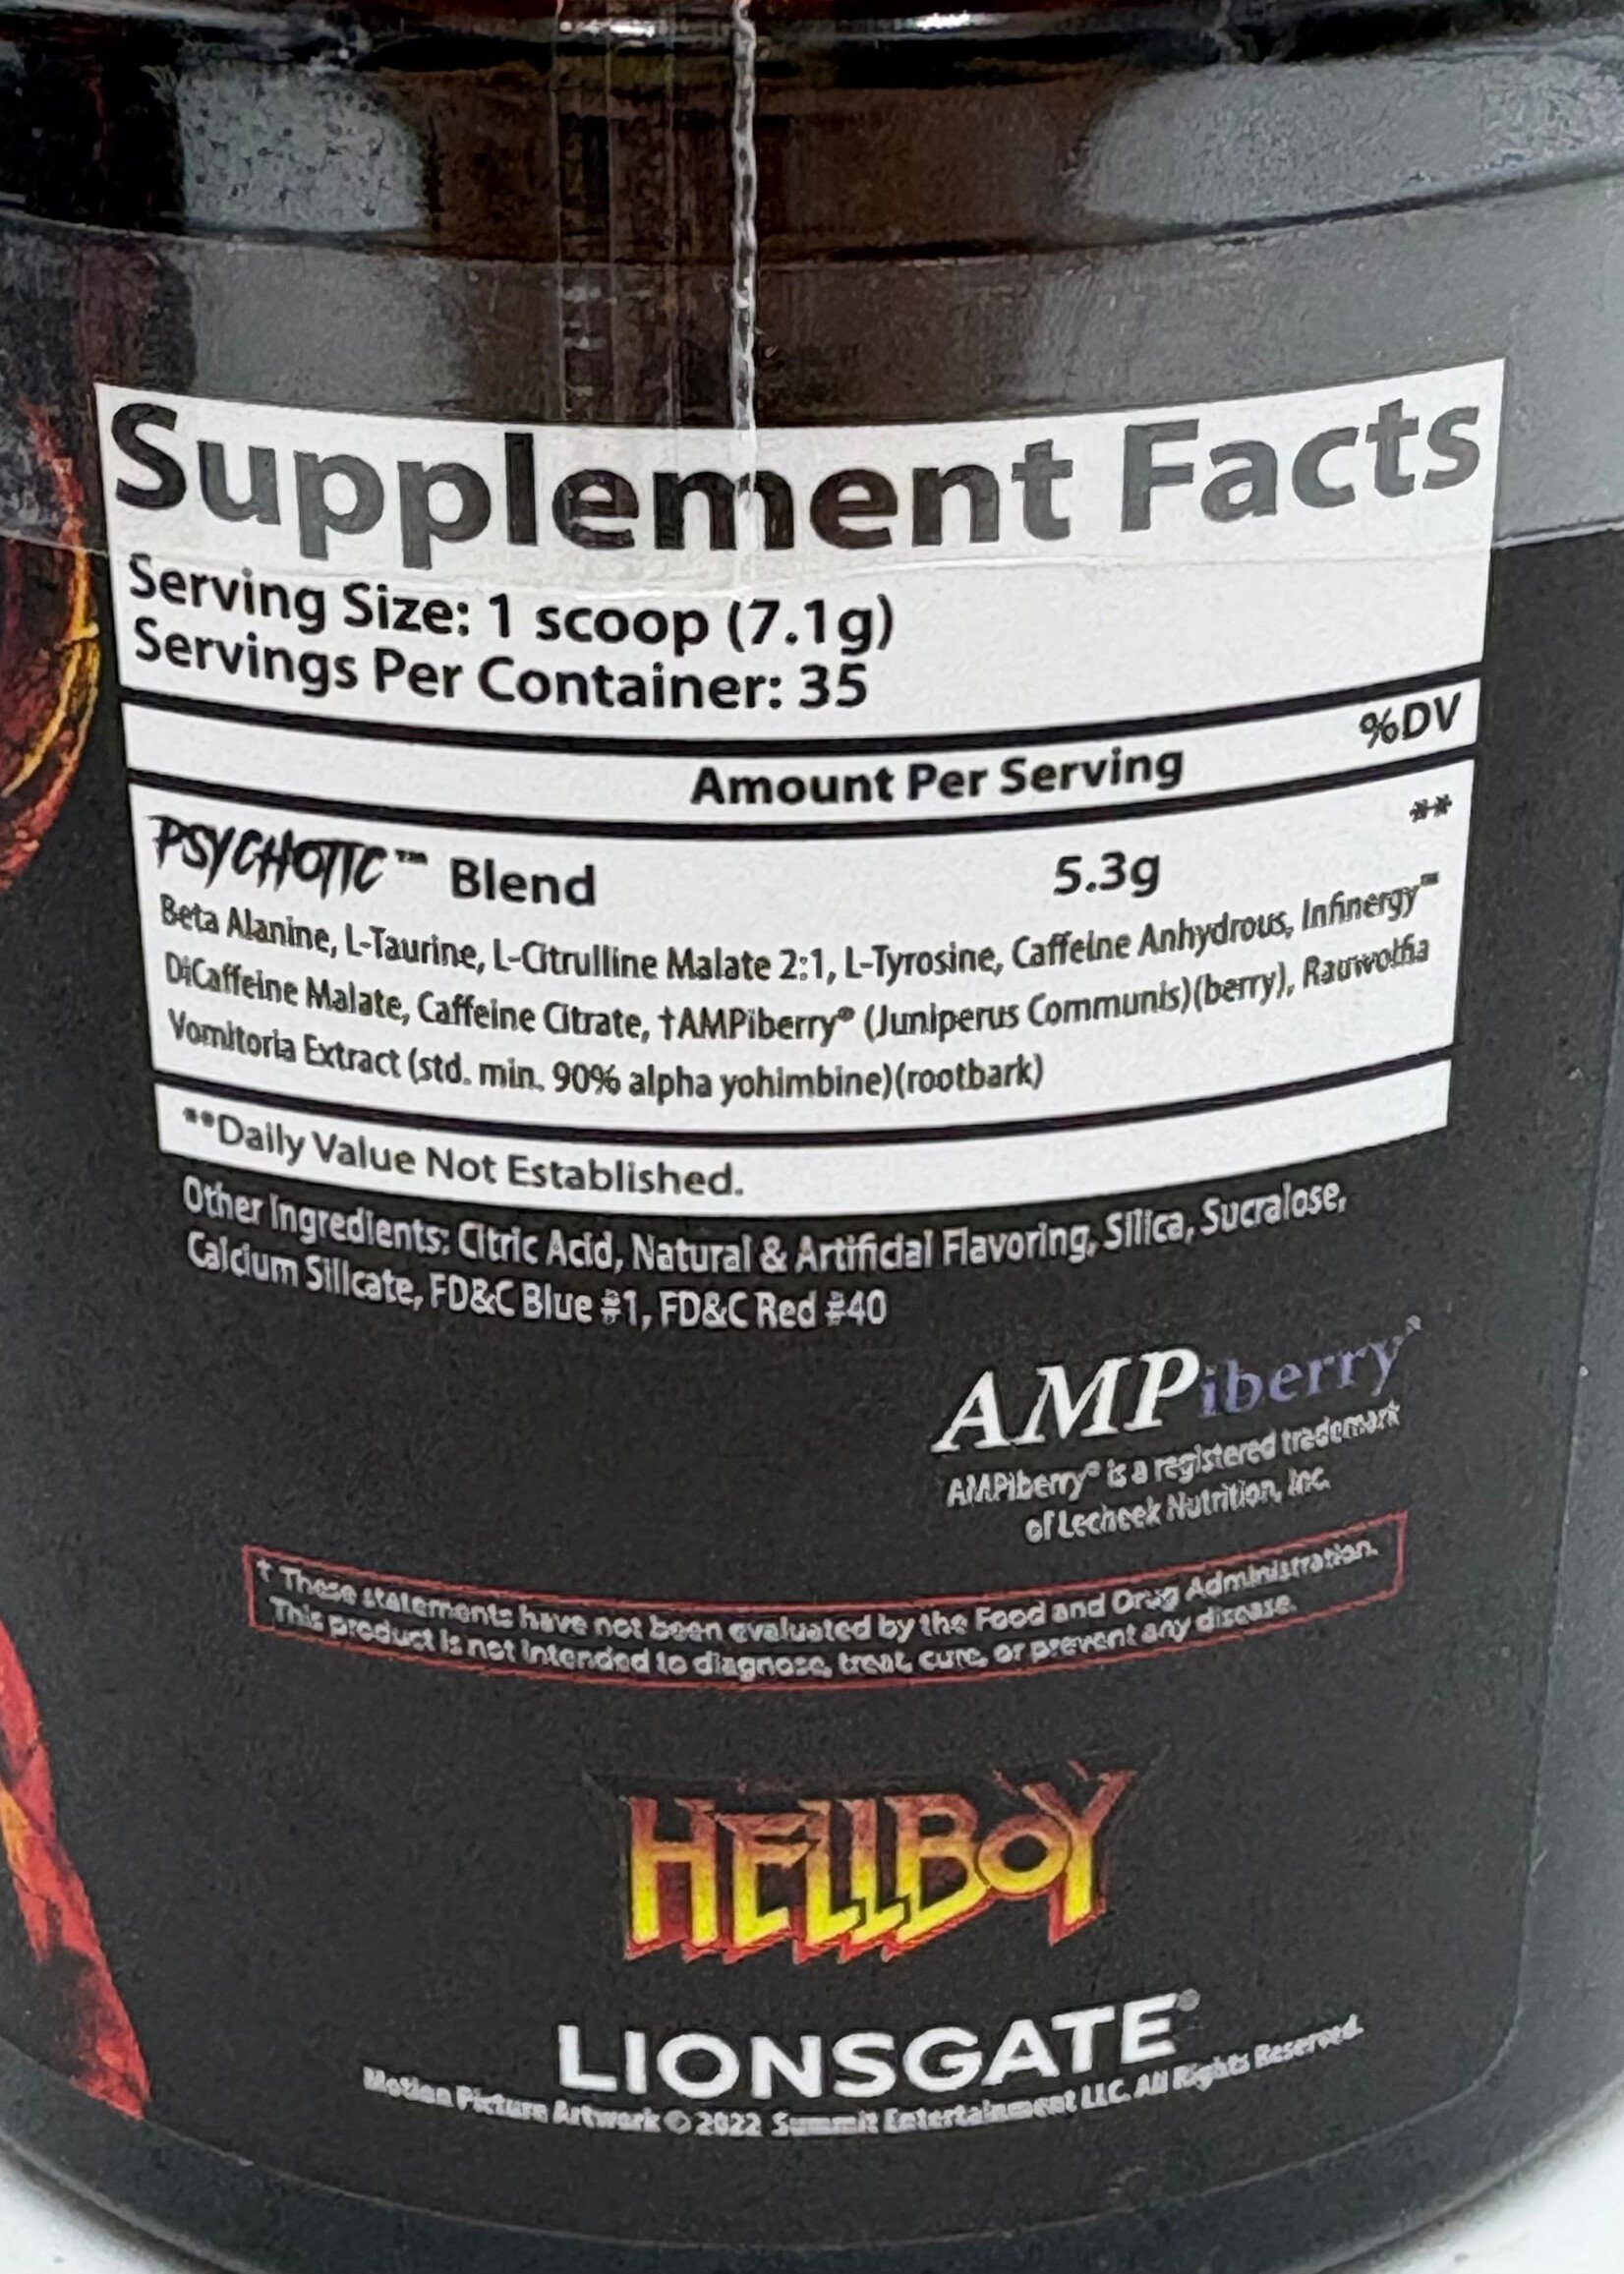 Supplement Facts
Serving Size: 1 scoop (7.1g)
Servings Per Container: 35
Amount Per Serving %DV
PSYCHOTIC™ Blend 5.3g **
Beta Alanine, L-Taurine, L-Citrulline Malate 2:1, L-Tyrosine, Caffeine Anhydrous, Infinergy™
DiCaffeine Malate, Caffeine Citrate, †AMPiberry® (Juniperus Communis)(berry), Rauwolfia
Vomitoria Extract (std. min. 90% alpha yohimbine)(rootbark)
**Daily Value Not Established.
Other Ingredients: Citric Acid, Natural & Artificial Flavoring, Silica, Sucralose,
Calcium Silicate, FD&C Blue #1, FD&C Red #40
AMPiberry®
AMPiberry® is a registered trademark
of Lecheek Nutrition, Inc.
† These statements have not been evaluated by the Food and Drug Administration.
This product is not intended to diagnose, treat, cure, or prevent any disease.
HELLBOY
LIONSGATE®
Motion Picture Artwork © 2022 Summit Entertainment LLC. All Rights Reserved.